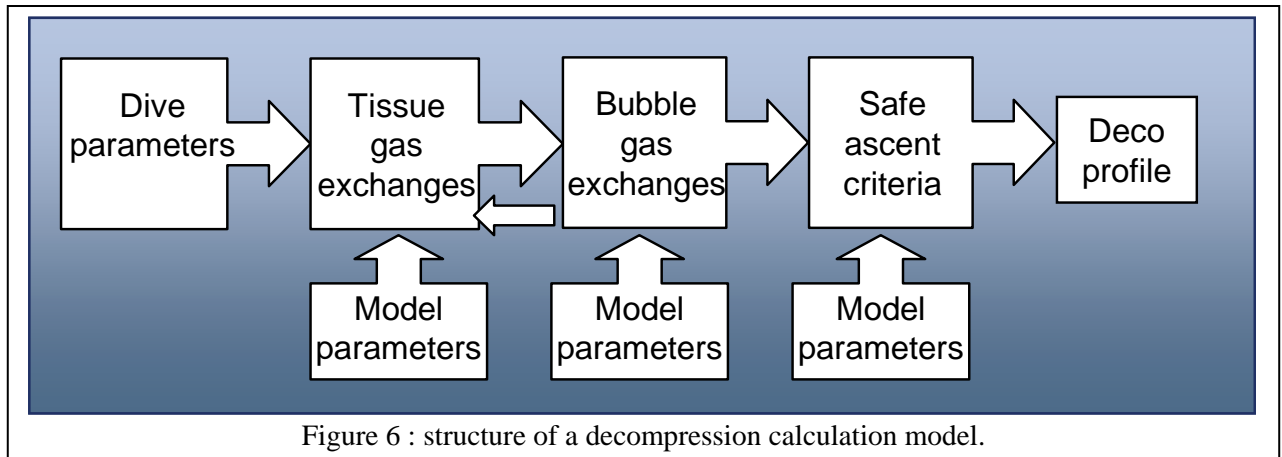 Dive
parameters
Tissue
gas
exchanges
Bubble
gas
exchanges
Safe
ascent
criteria
Deco
profile
Model
parameters
Model
parameters
Model
parameters
Figure 6 : structure of a decompression calculation model.